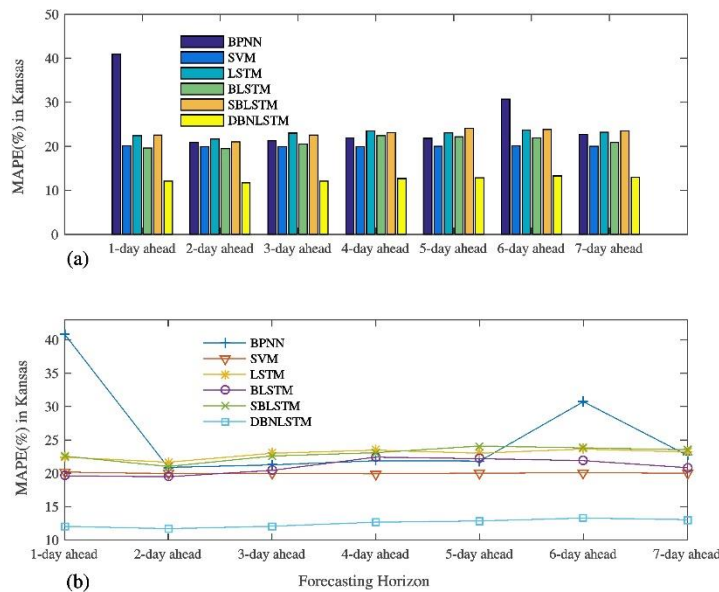 50
40
30
20
10
0
MAPE(%) in Kansas
BPNN
SVM
LSTM
BLSTM
SBLSTM
DBNLSTM
1-day ahead 2-day ahead 3-day ahead 4-day ahead 5-day ahead 6-day ahead 7-day ahead
(a)
40
35
30
25
20
15
10
MAPE(%) in Kansas
BPNN
SVM
LSTM
BLSTM
SBLSTM
DBNLSTM
1-day ahead 2-day ahead 3-day ahead 4-day ahead 5-day ahead 6-day ahead 7-day ahead
(b)
Forecasting Horizon